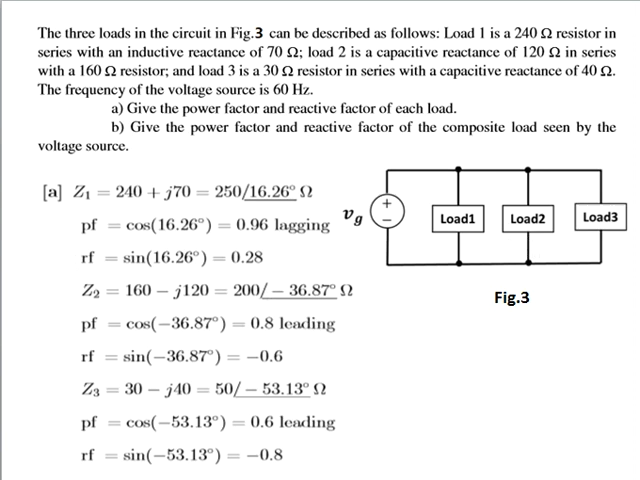 The three loads in the circuit in Fig.3 can be described as follows: Load 1 is a 240 Ω resistor in
series with an inductive reactance of 70 Ω; load 2 is a capacitive reactance of 120 Ω in series
with a 160 Ω resistor; and load 3 is a 30 Ω resistor in series with a capacitive reactance of 40 Ω.
The frequency of the voltage source is 60 Hz.
a) Give the power factor and reactive factor of each load.
b) Give the power factor and reactive factor of the composite load seen by the
voltage source.
[a] Z₁ = 240 + j70 = 250/16.26° Ω
pf = cos(16.26°) = 0.96 lagging
rf = sin(16.26°) = 0.28
Z₂ = 160 − j120 = 200/− 36.87° Ω
pf = cos(−36.87°) = 0.8 leading
rf = sin(−36.87°) = −0.6
Z₃ = 30 − j40 = 50/− 53.13° Ω
pf = cos(−53.13°) = 0.6 leading
rf = sin(−53.13°) = −0.8
vg
+
−
Load1
Load2
Load3
Fig.3